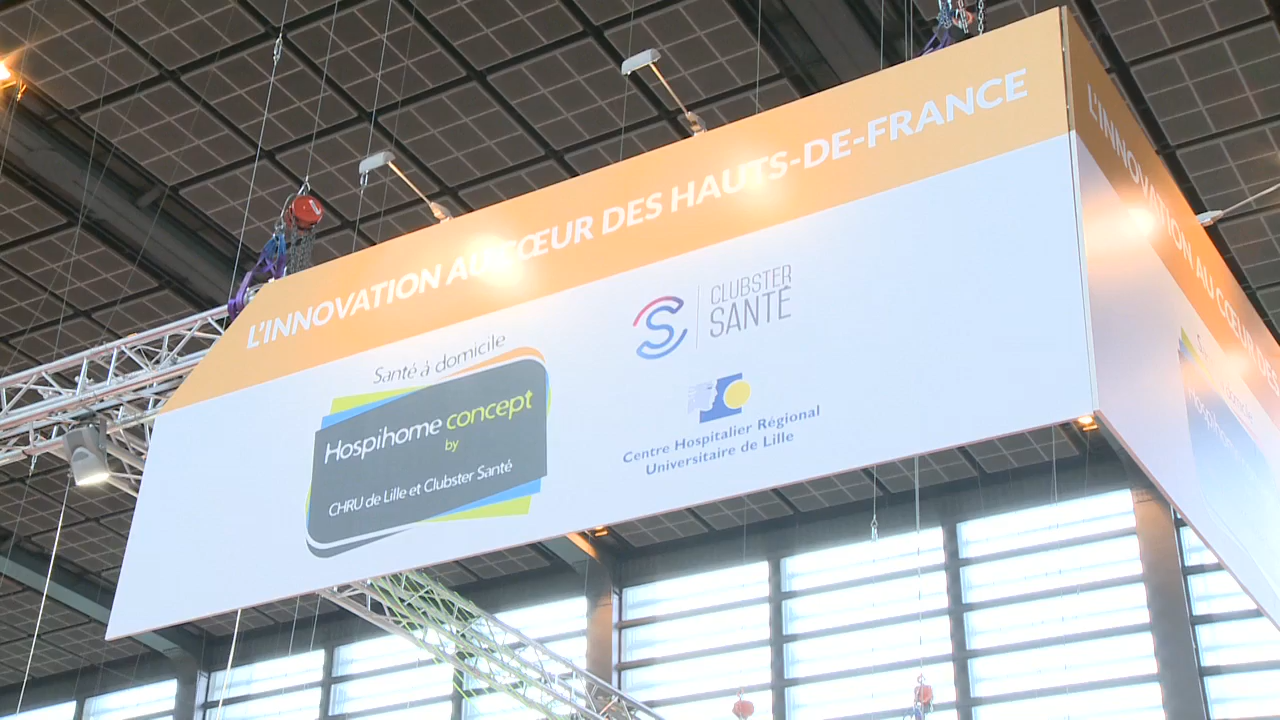 L'INNOVATION AU CŒUR DES HAUTS-DE-FRANCE
L'INNOVATION AU CŒUR DES
Santé à domicile
Hospihome concept
by
CHRU de Lille et Clubster Santé
CLUBSTER
SANTÉ
Centre Hospitalier Régional
Universitaire de Lille